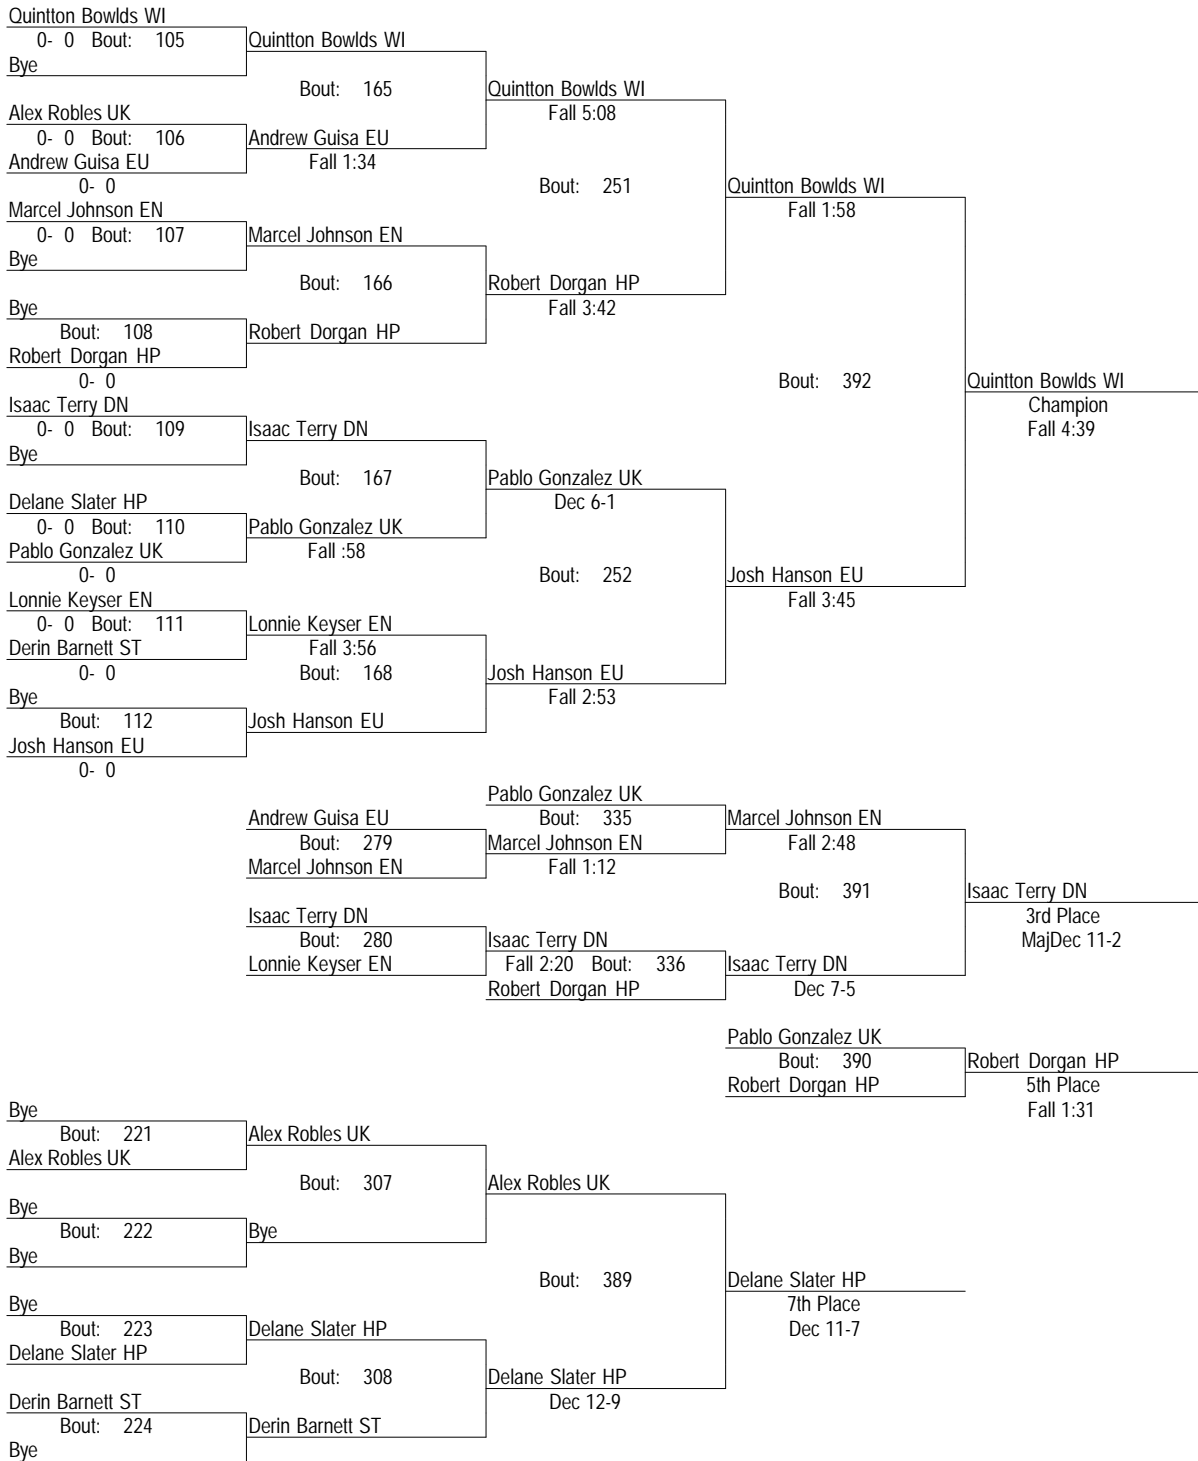 Quintton Bowlds WI
0- 0 Bout: 105
Bye
Quintton Bowlds WI
Bout: 165
Alex Robles UK
0- 0 Bout: 106
Andrew Guisa EU
0- 0
Andrew Guisa EU
Fall 1:34
Quintton Bowlds WI
Fall 5:08
Bout: 251
Marcel Johnson EN
0- 0 Bout: 107
Bye
Marcel Johnson EN
Bout: 166
Bye
Bout: 108
Robert Dorgan HP
0- 0
Robert Dorgan HP
Robert Dorgan HP
Fall 3:42
Quintton Bowlds WI
Fall 1:58
Bout: 392
Isaac Terry DN
0- 0 Bout: 109
Bye
Isaac Terry DN
Bout: 167
Delane Slater HP
0- 0 Bout: 110
Pablo Gonzalez UK
0- 0
Pablo Gonzalez UK
Fall :58
Pablo Gonzalez UK
Dec 6-1
Bout: 252
Lonnie Keyser EN
0- 0 Bout: 111
Derin Barnett ST
0- 0
Lonnie Keyser EN
Fall 3:56
Bout: 168
Bye
Bout: 112
Josh Hanson EU
0- 0
Josh Hanson EU
Josh Hanson EU
Fall 2:53
Josh Hanson EU
Fall 3:45
Quintton Bowlds WI
Champion
Fall 4:39
Pablo Gonzalez UK
Bout: 335
Andrew Guisa EU
Bout: 279
Marcel Johnson EN
Marcel Johnson EN
Fall 1:12
Marcel Johnson EN
Fall 2:48
Bout: 391
Isaac Terry DN
Bout: 280
Lonnie Keyser EN
Isaac Terry DN
Fall 2:20 Bout: 336
Robert Dorgan HP
Isaac Terry DN
Dec 7-5
Isaac Terry DN
3rd Place
MajDec 11-2
Pablo Gonzalez UK
Bout: 390
Robert Dorgan HP
Robert Dorgan HP
5th Place
Fall 1:31
Bye
Bout: 221
Alex Robles UK
Alex Robles UK
Bout: 307
Bye
Bout: 222
Bye
Bye
Alex Robles UK
Bout: 389
Bye
Bout: 223
Delane Slater HP
Delane Slater HP
Bout: 308
Derin Barnett ST
Bout: 224
Bye
Derin Barnett ST
Delane Slater HP
Dec 12-9
Delane Slater HP
7th Place
Dec 11-7